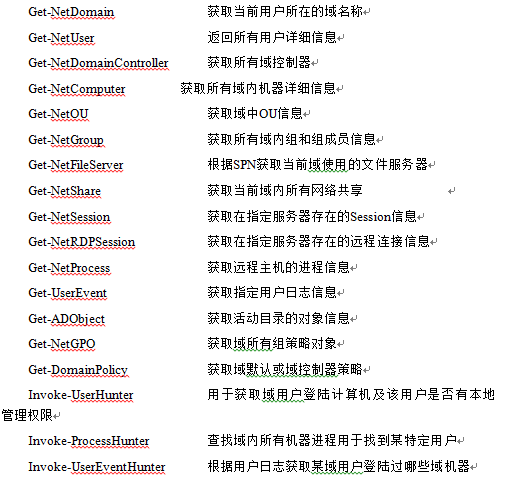 Get-NetDomain 获取当前用户所在的域名称
Get-NetUser 返回所有用户详细信息
Get-NetDomainController 获取所有域控制器
Get-NetComputer 获取所有域内机器详细信息
Get-NetOU 获取域中OU信息
Get-NetGroup 获取所有域内组和组成员信息
Get-NetFileServer 根据SPN获取当前域使用的文件服务器
Get-NetShare 获取当前域内所有网络共享
Get-NetSession 获取在指定服务器存在的Session信息
Get-NetRDPSession 获取在指定服务器存在的远程连接信息
Get-NetProcess 获取远程主机的进程信息
Get-UserEvent 获取指定用户日志信息
Get-ADObject 获取活动目录的对象信息
Get-NetGPO 获取域所有组策略对象
Get-DomainPolicy 获取域默认或域控制器策略
Invoke-UserHunter 用于获取域用户登陆计算机及该用户是否有本地
管理权限
Invoke-ProcessHunter 查找域内所有机器进程用于找到某特定用户
Invoke-UserEventHunter 根据用户日志获取某域用户登陆过哪些域机器